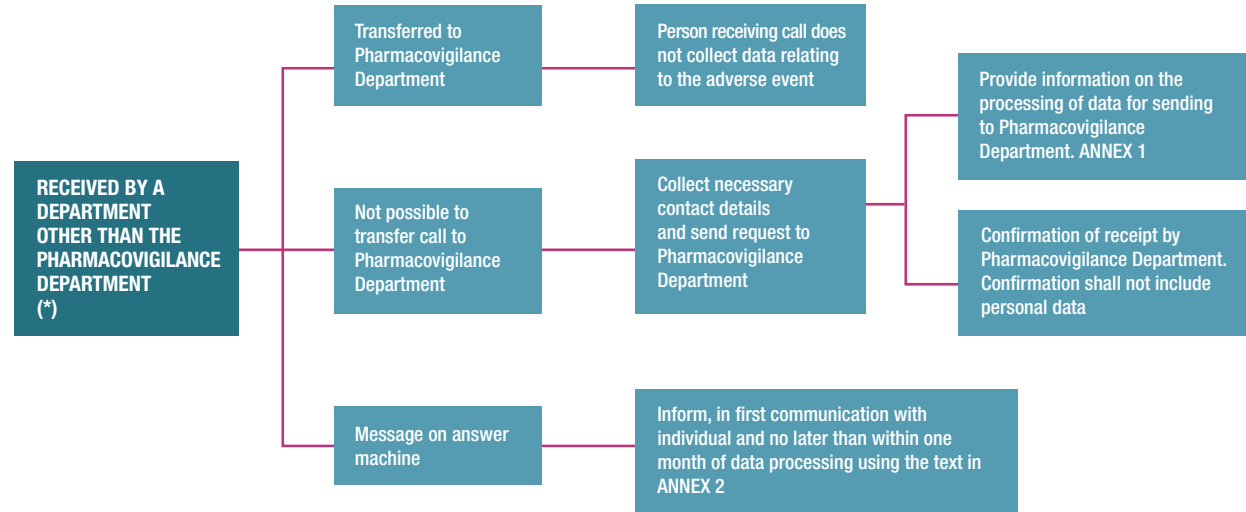 Transferred to
Pharmacovigilance
Department
Person receiving call does
not collect data relating
to the adverse event
Provide information on the
processing of data for sending
to Pharmacovigilance
Department. ANNEX 1
RECEIVED BY A
DEPARTMENT
OTHER THAN THE
PHARMACOVIGILANCE
DEPARTMENT
(*)
Not possible to
transfer call to
Pharmacovigilance
Department
Collect necessary
contact details
and send request to
Pharmacovigilance
Department
Confirmation of receipt by
Pharmacovigilance Department.
Confirmation shall not include
personal data
Message on answer
machine
Inform, in first communication with
individual and no later than within one
month of data processing using the text in
ANNEX 2